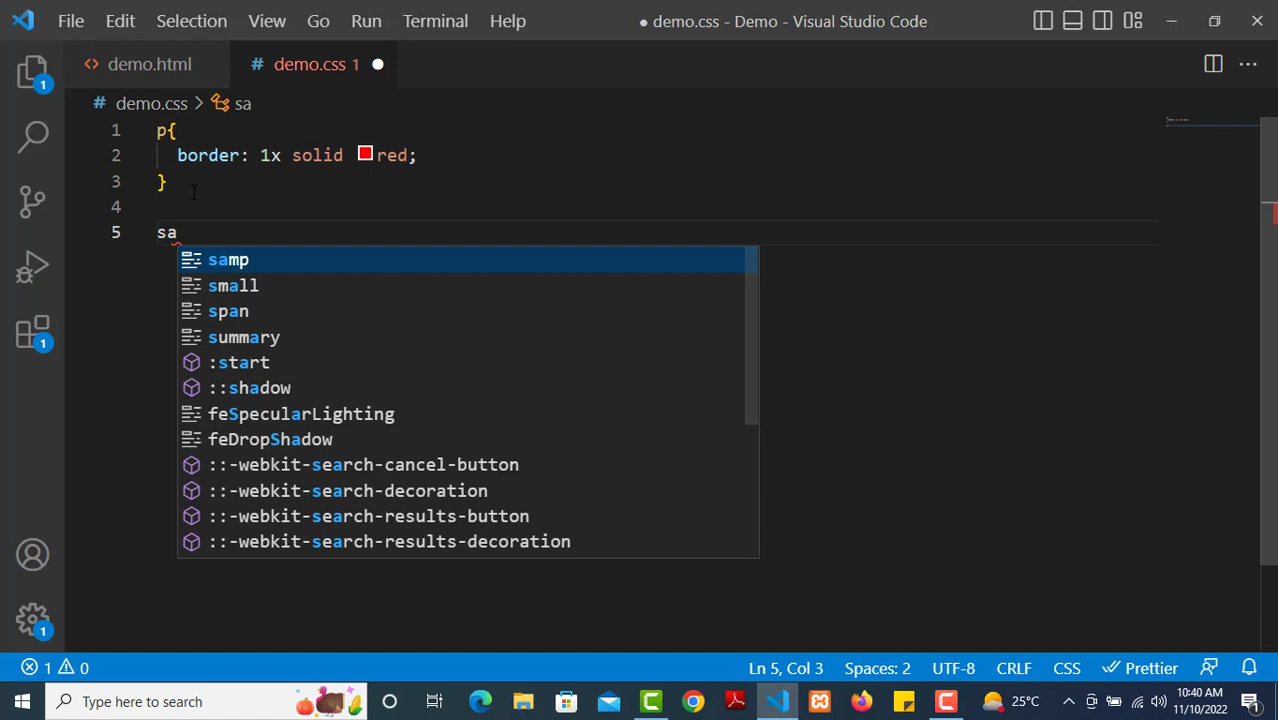 File Edit Selection View Go Run Terminal Help ● demo.css - Demo - Visual Studio Code
demo.html demo.css 1
demo.css > sa
1 p{
2 border: 1x solid red;
3 }
4
5 sa
samp
small
span
summary
:start
::shadow
feSpecularLighting
feDropShadow
::-webkit-search-cancel-button
::-webkit-search-decoration
::-webkit-search-results-button
::-webkit-search-results-decoration
1
1
1
1 0 Ln 5, Col 3 Spaces: 2 UTF-8 CRLF CSS Prettier
Type here to search 25°C 10:40 AM
11/10/2022 1